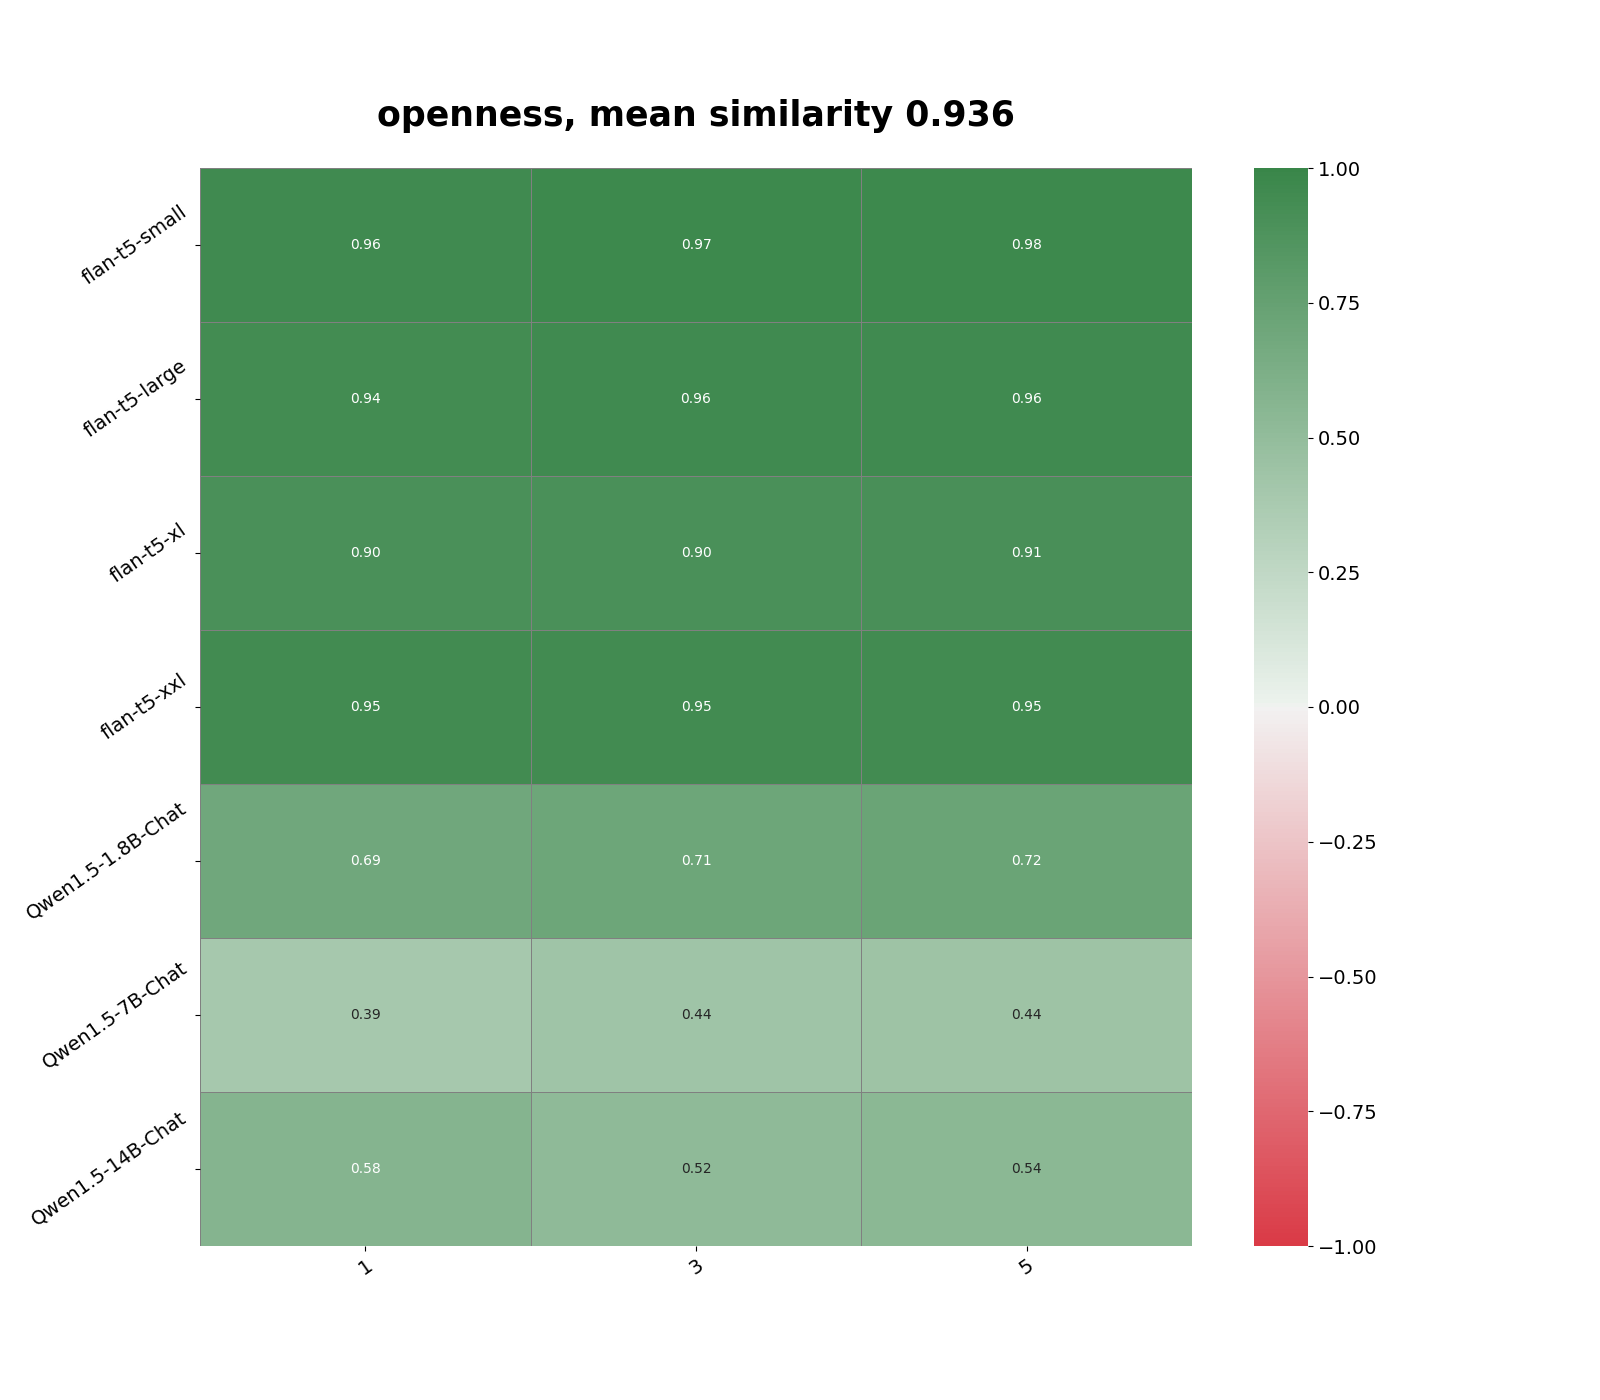 openness, mean similarity 0.936
flan-t5-small 0.96 0.97 0.98
flan-t5-large 0.94 0.96 0.96
flan-t5-xl 0.90 0.90 0.91
flan-t5-xxl 0.95 0.95 0.95
Qwen1.5-1.8B-Chat 0.69 0.71 0.72
Qwen1.5-7B-Chat 0.39 0.44 0.44
Qwen1.5-14B-Chat 0.58 0.52 0.54
1 3 5
1.00
0.75
0.50
0.25
0.00
−0.25
−0.50
−0.75
−1.00